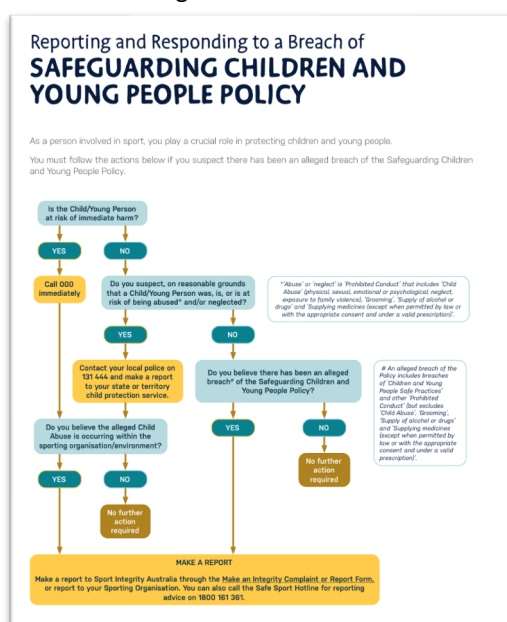 Reporting and Responding to a Breach of
SAFEGUARDING CHILDREN AND
YOUNG PEOPLE POLICY
As a person involved in sport, you play a crucial role in protecting children and young people.
You must follow the actions below if you suspect there has been an alleged breach of the Safeguarding Children
and Young People Policy.
Is the Child/Young Person
at risk of immediate harm?
YES
NO
Call 000
immediately
Do you suspect, on reasonable grounds
that a Child/Young Person was, is, or is at
risk of being abused* and/or neglected?
*'Abuse' or 'neglect' is 'Prohibited Conduct' that includes 'Child
Abuse' (physical, sexual, emotional or psychological, neglect,
exposure to family violence), 'Grooming', 'Supply of alcohol or
drugs' and 'Supplying medicines (except when permitted by law or
with the appropriate consent and under a valid prescription)'.
YES
NO
Contact your local police on
131 444 and make a report
to your state or territory
child protection service.
Do you believe there has been an alleged
breach# of the Safeguarding Children and
Young People Policy?
# An alleged breach of the
Policy includes breaches
of 'Children and Young
People Safe Practices'
and other 'Prohibited
Conduct' (but excludes
'Child Abuse', 'Grooming',
'Supply of alcohol or drugs'
and 'Supplying medicines
(except when permitted by
law or with the appropriate
consent and under a valid
prescription)'.
Do you believe the alleged Child
Abuse is occurring within the
sporting organisation/environment?
YES
NO
YES
NO
No further
action
required
No further
action
required
MAKE A REPORT
Make a report to Sport Integrity Australia through the Make an Integrity Complaint or Report Form,
or report to your Sporting Organisation. You can also call the Safe Sport Hotline for reporting
advice on 1800 161 361.